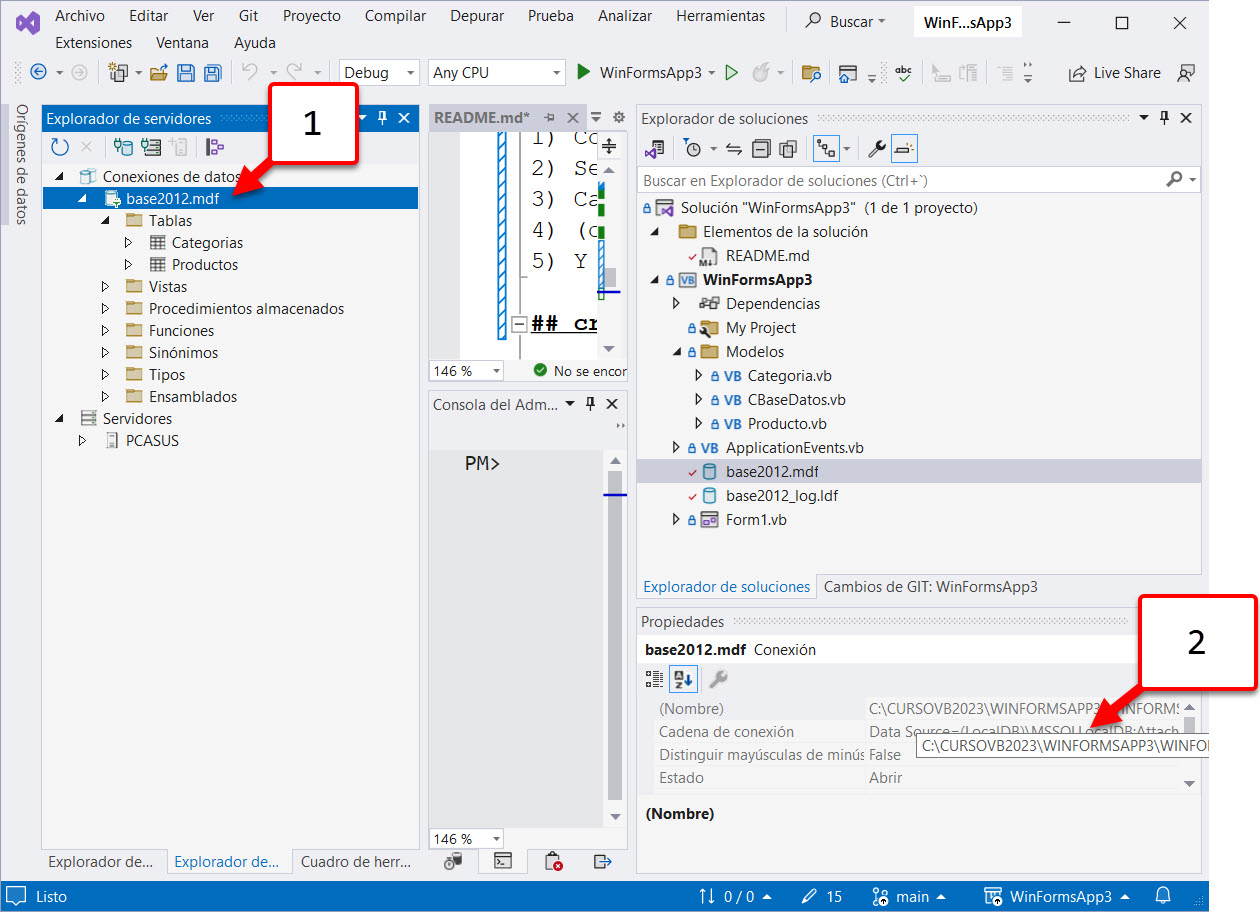 Archivo Editar Ver Git Proyecto Compilar Depurar Prueba Analizar Herramientas Buscar WinF...sApp3
Extensiones Ventana Ayuda
Debug Any CPU WinFormsApp3 abc Live Share
Orígenes de datos
Explorador de servidores
1
Conexiones de datos
base2012.mdf
Tablas
Categorias
Productos
Vistas
Procedimientos almacenados
Funciones
Sinónimos
Tipos
Ensamblados
Servidores
PCASUS
Explorador de... Explorador de... Cuadro de herr...
README.md*
1) Co
2) Se
3) Ca
4) (c
5) Y
## cr
146 % No se encor
Consola del Adm...
PM>
146 %
Explorador de soluciones
Buscar en Explorador de soluciones (Ctrl+`)
Solución "WinFormsApp3" (1 de 1 proyecto)
Elementos de la solución
README.md
WinFormsApp3
Dependencias
My Project
Modelos
Categoria.vb
CBaseDatos.vb
Producto.vb
ApplicationEvents.vb
base2012.mdf
base2012_log.ldf
Form1.vb
Explorador de soluciones Cambios de GIT: WinFormsApp3
Propiedades
2
base2012.mdf Conexión
(Nombre) C:\CURSOVB2023\WINFORMSAPP3\WINFORMS
Cadena de conexión Data Source=(LocalDB)\MSSQLLocalDB;Attach
C:\CURSOVB2023\WINFORMSAPP3\WINFO
Distinguir mayúsculas de minús False
Estado Abrir
(Nombre)
Listo 0 / 0 15 main WinFormsApp3